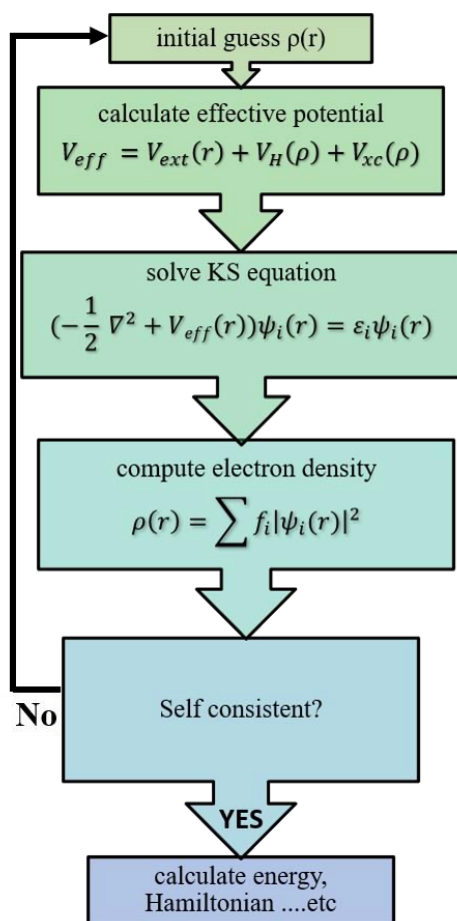 initial guess ρ(r)
calculate effective potential
V_eff = V_ext(r) + V_H(ρ) + V_xc(ρ)
solve KS equation
(-1/2 ∇² + V_eff(r))ψ_i(r) = ε_iψ_i(r)
compute electron density
ρ(r) = ∑ f_i|ψ_i(r)|²
Self consistent?
No
YES
calculate energy,
Hamiltonian ....etc